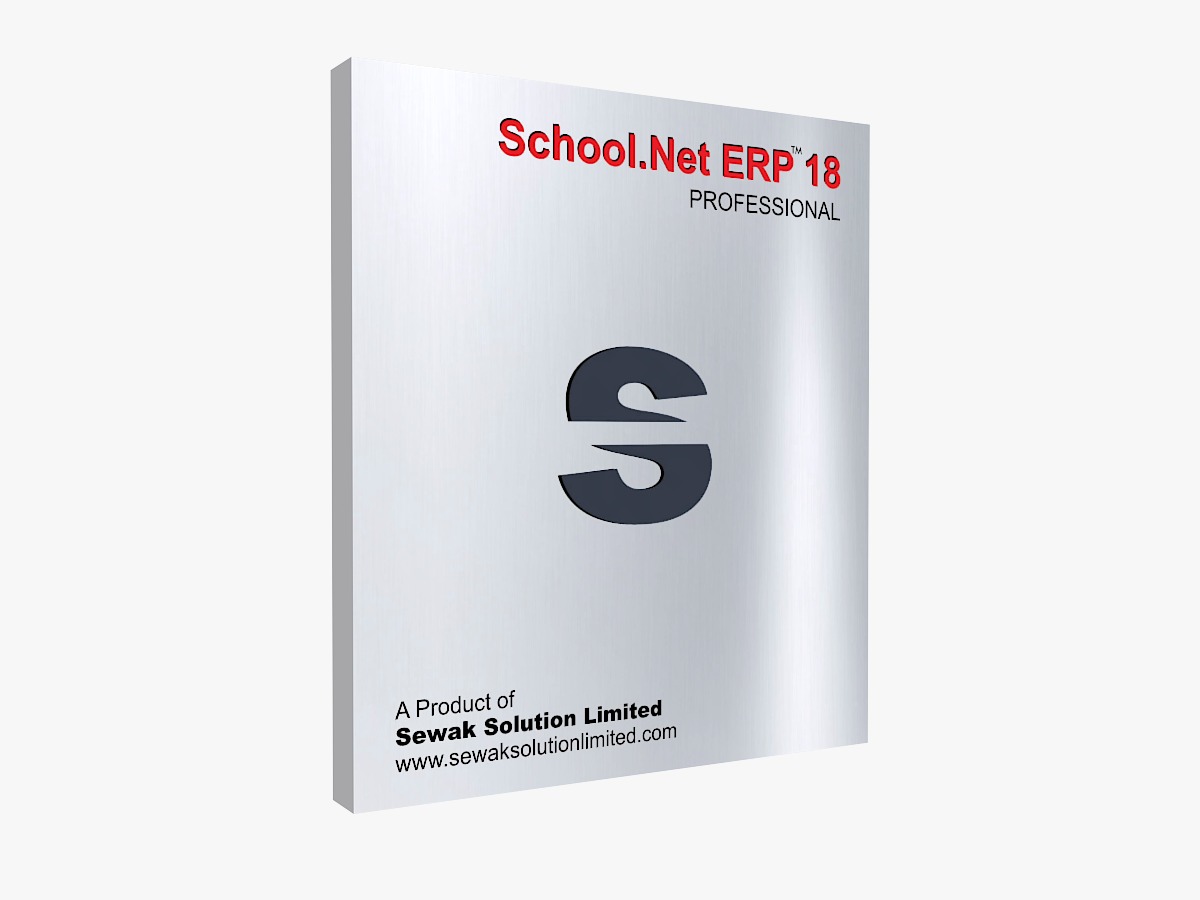 School.Net ERP™ 18
PROFESSIONAL
S
A Product of
Sewak Solution Limited
www.sewaksolutionlimited.com